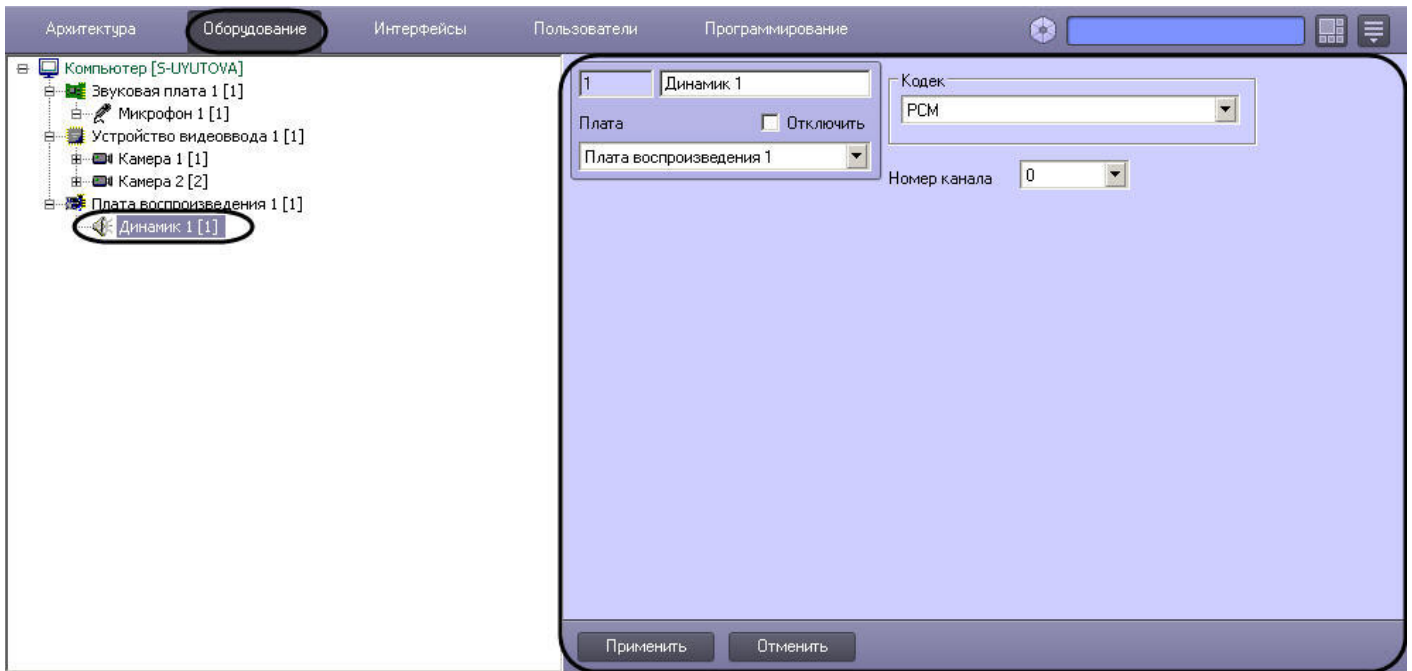 Архитектура Оборудование Интерфейсы Пользователи Программирование
Компьютер [S-UYUTOVA]
Звуковая плата 1 [1]
Микрофон 1 [1]
Устройство видеоввода 1 [1]
Камера 1 [1]
Камера 2 [2]
Плата воспроизведения 1 [1]
Динамик 1 [1]
1 Динамик 1
Плата Отключить
Плата воспроизведения 1
Кодек
PCM
Номер канала 0
Применить Отменить